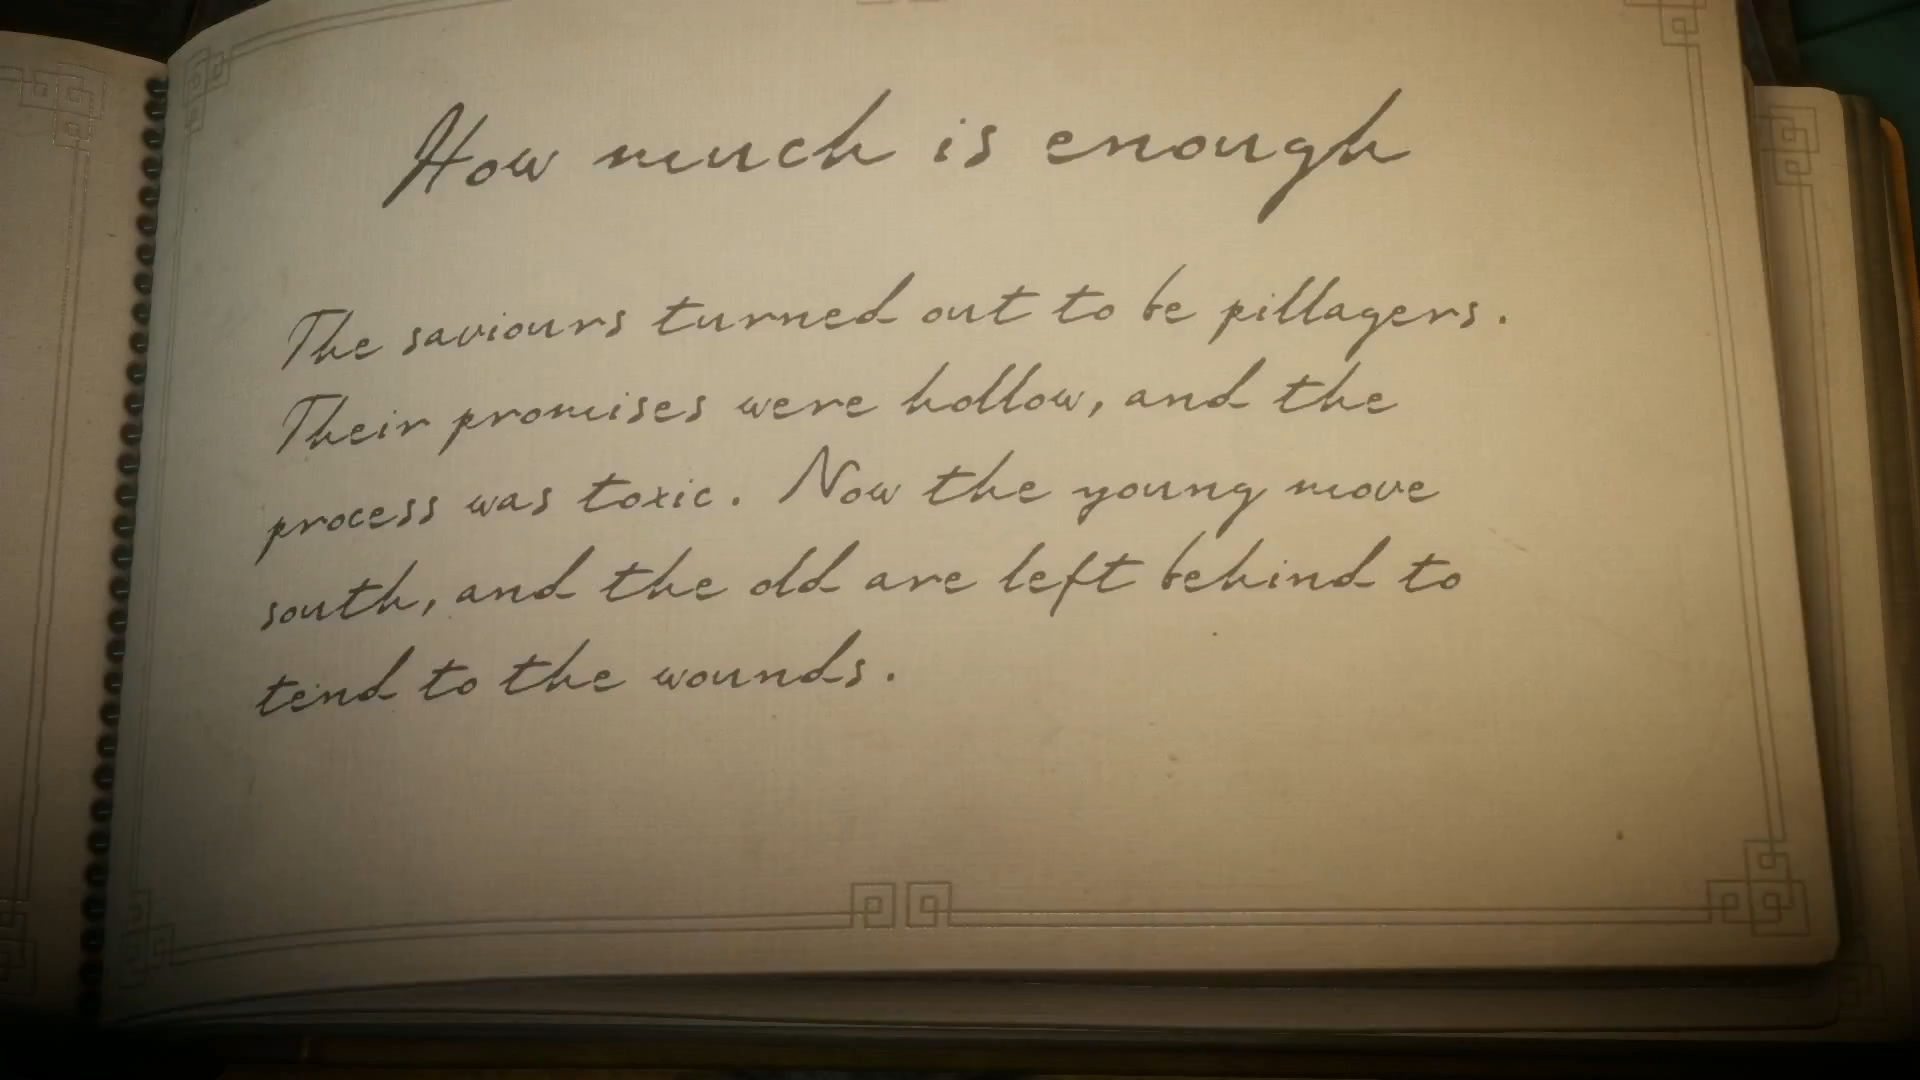 How much is enough
The saviours turned out to be pillagers.
Their promises were hollow, and the
process was toxic. Now the young move
south, and the old are left behind to
tend to the wounds.